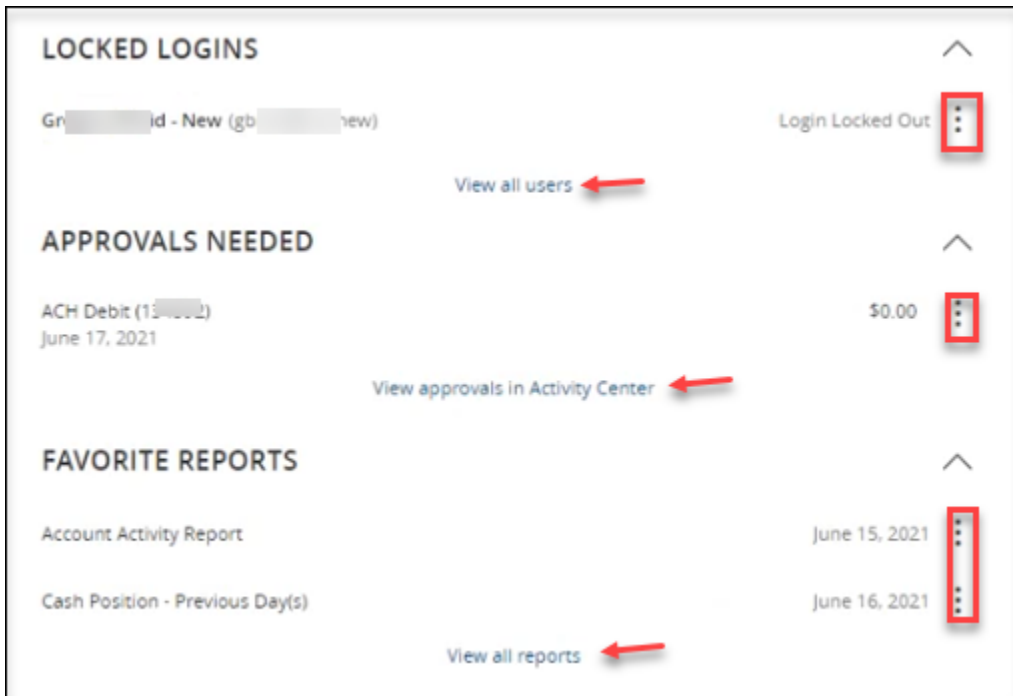 LOCKED LOGINS
- New
Login Locked Out
View all users
APPROVALS NEEDED
ACH Debit
$0.00
June 17, 2021
View approvals in Activity Center
FAVORITE REPORTS
Account Activity Report
June 15, 2021
Cash Position - Previous Day(s)
June 16, 2021
View all reports